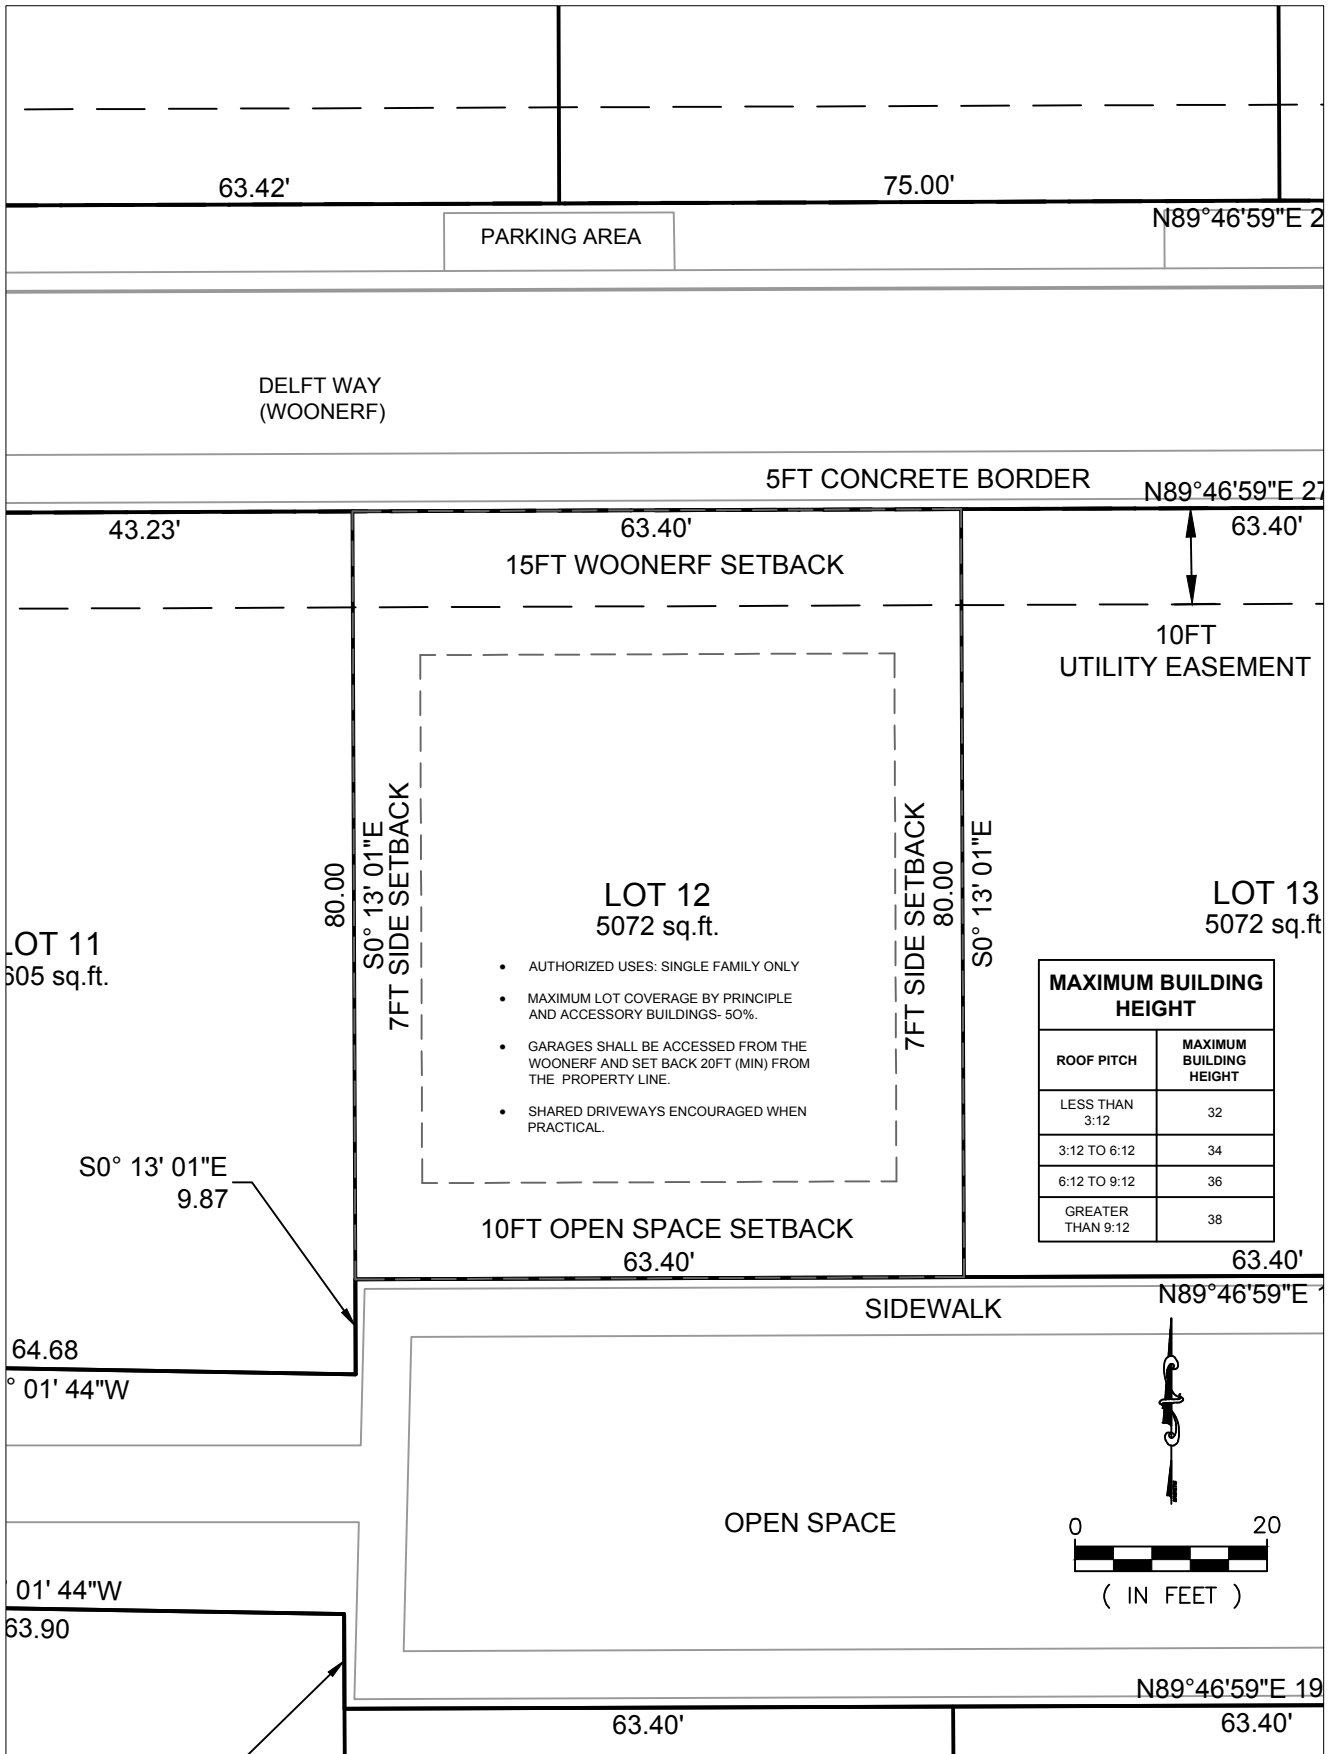 63.42'
75.00'
N89°46'59"E 2
PARKING AREA
DELFT WAY
(WOONERF)
5FT CONCRETE BORDER
N89°46'59"E 27
43.23'
63.40'
63.40'
15FT WOONERF SETBACK
10FT
UTILITY EASEMENT
80.00
S0° 13' 01"E
7FT SIDE SETBACK
7FT SIDE SETBACK
80.00
S0° 13' 01"E
LOT 12
5072 sq.ft.
LOT 13
5072 sq.ft
LOT 11
605 sq.ft.
• AUTHORIZED USES: SINGLE FAMILY ONLY
• MAXIMUM LOT COVERAGE BY PRINCIPLE
AND ACCESSORY BUILDINGS- 50%.
• GARAGES SHALL BE ACCESSED FROM THE
WOONERF AND SET BACK 20FT (MIN) FROM
THE PROPERTY LINE.
• SHARED DRIVEWAYS ENCOURAGED WHEN
PRACTICAL.
MAXIMUM BUILDING
HEIGHT
ROOF PITCH
MAXIMUM
BUILDING
HEIGHT
LESS THAN
3:12
32
3:12 TO 6:12
34
6:12 TO 9:12
36
GREATER
THAN 9:12
38
S0° 13' 01"E
9.87
10FT OPEN SPACE SETBACK
63.40'
63.40'
N89°46'59"E 1
SIDEWALK
64.68
° 01' 44"W
OPEN SPACE
0 20
( IN FEET )
' 01' 44"W
63.90
N89°46'59"E 19
63.40'
63.40'